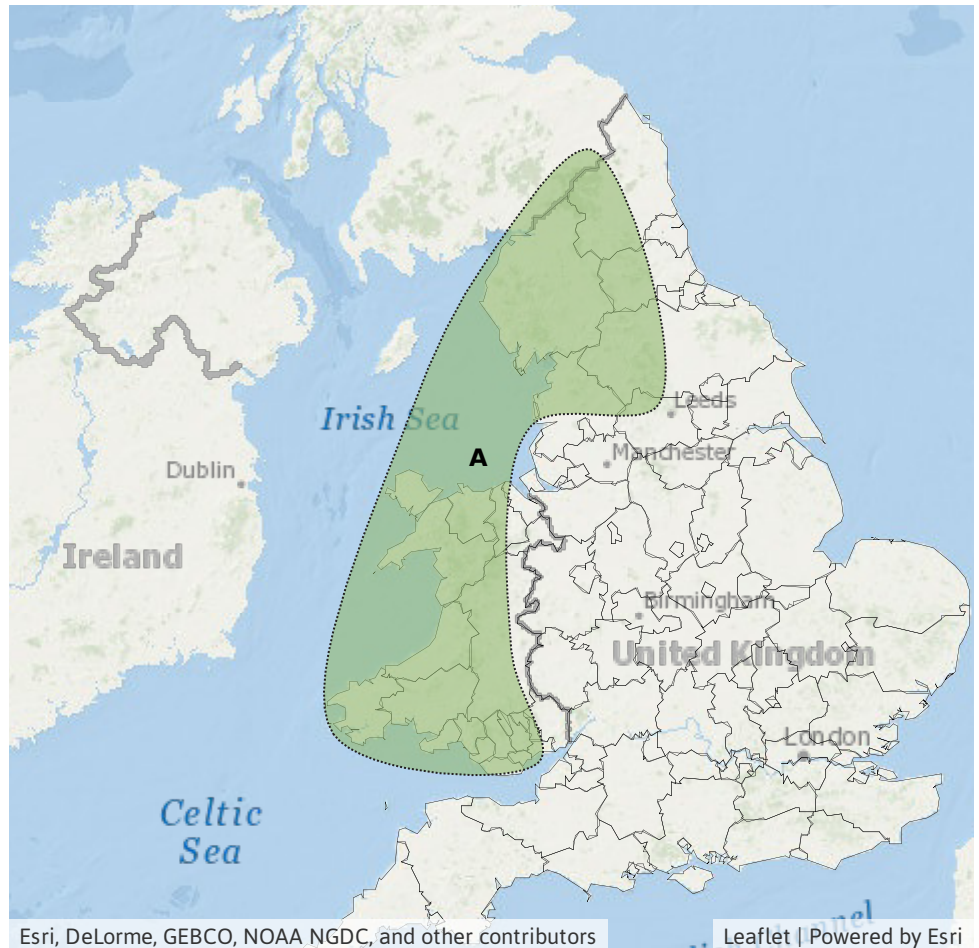 Leeds
Irish Sea
Manchester
A
Dublin
Ireland
Birmingham
United Kingdom
London
Celtic
Sea
Esri, DeLorme, GEBCO, NOAA NGDC, and other contributors
Leaflet | Powered by Esri